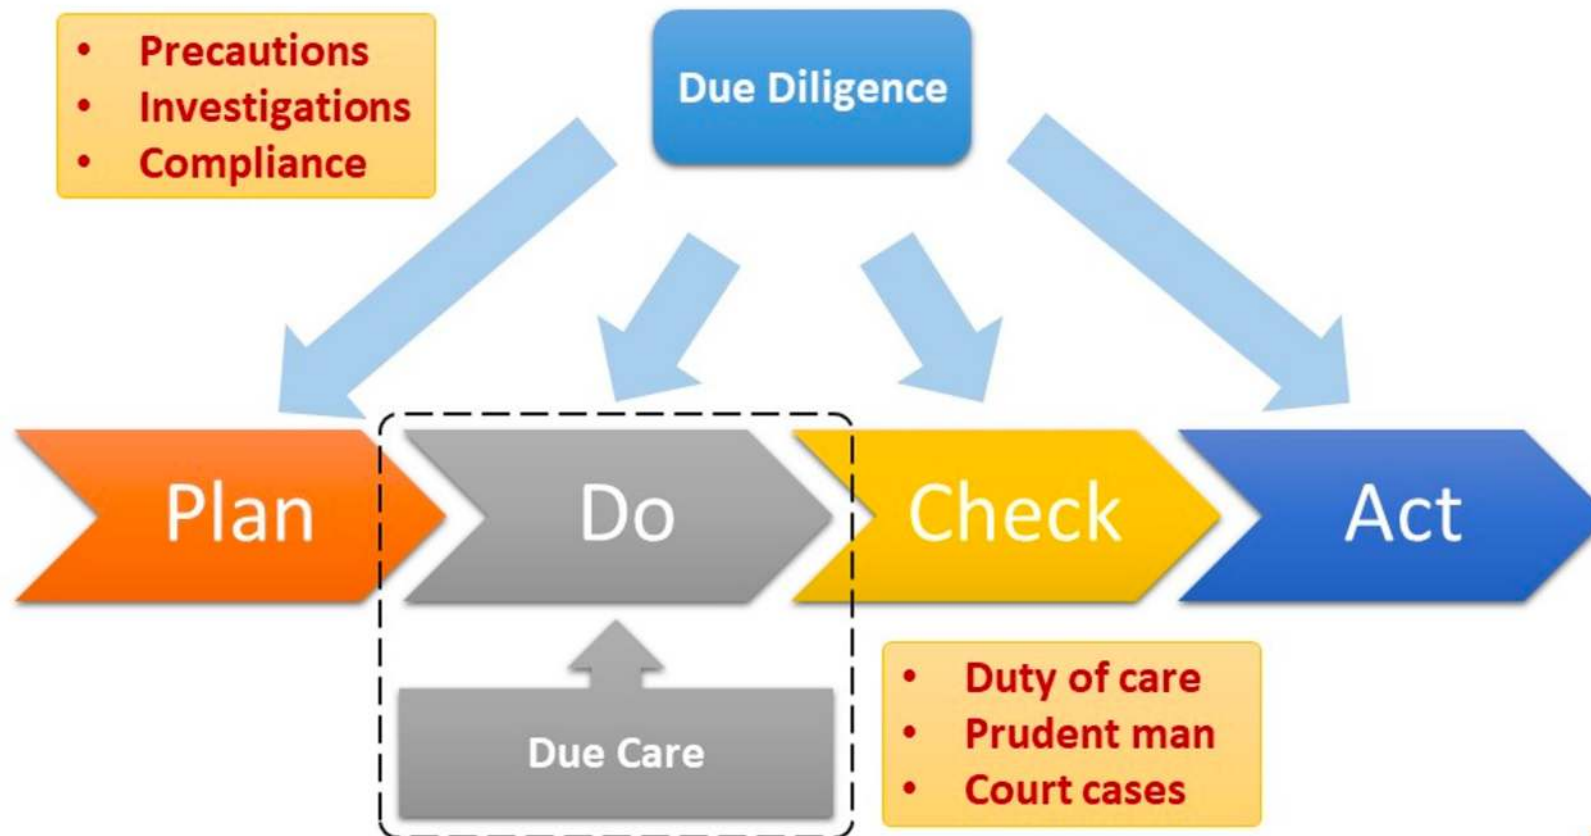 • Precautions
• Investigations
• Compliance
Due Diligence
Plan
Do
Check
Act
Due Care
• Duty of care
• Prudent man
• Court cases